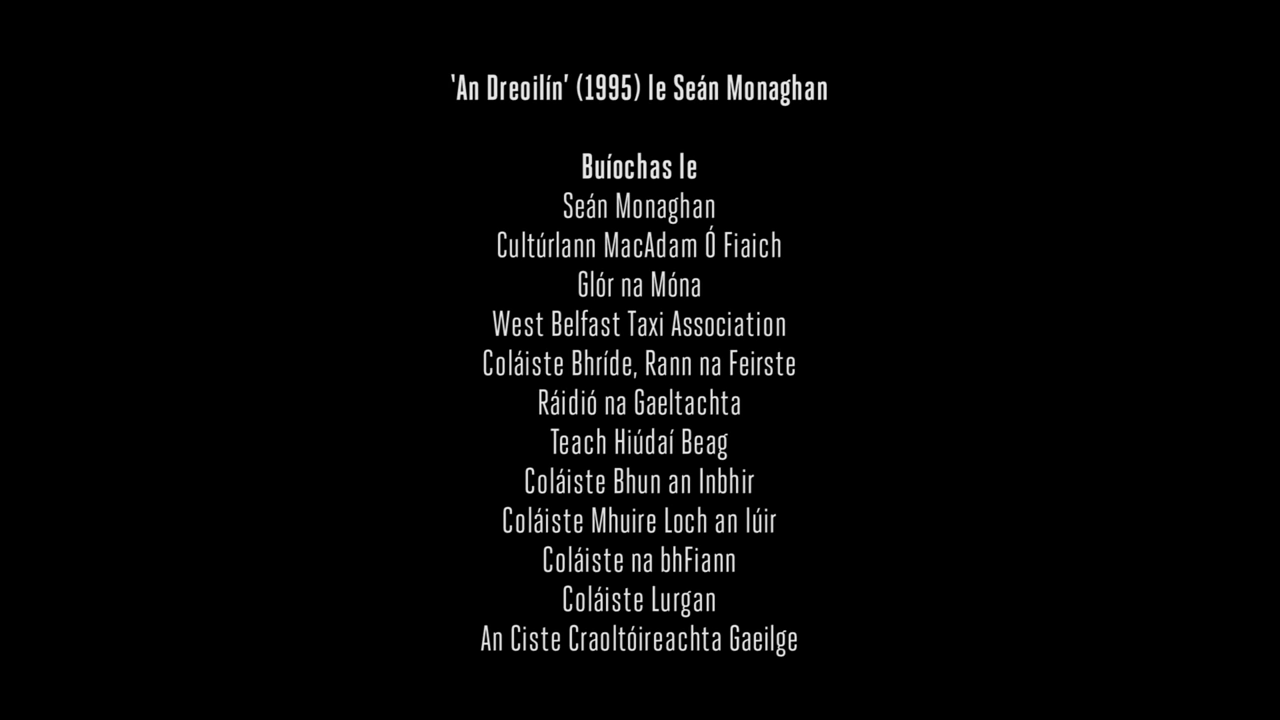 ‘An Dreoilín’ (1995) le Seán Monaghan
Buíochas le
Seán Monaghan
Cultúrlann MacAdam Ó Fiaich
Glór na Móna
West Belfast Taxi Association
Coláiste Bhríde, Rann na Feirste
Ráidió na Gaeltachta
Teach Hiúdaí Beag
Coláiste Bhun an Inbhir
Coláiste Mhuire Loch an Iúir
Coláiste na bhFiann
Coláiste Lurgan
An Ciste Craoltóireachta Gaeilge